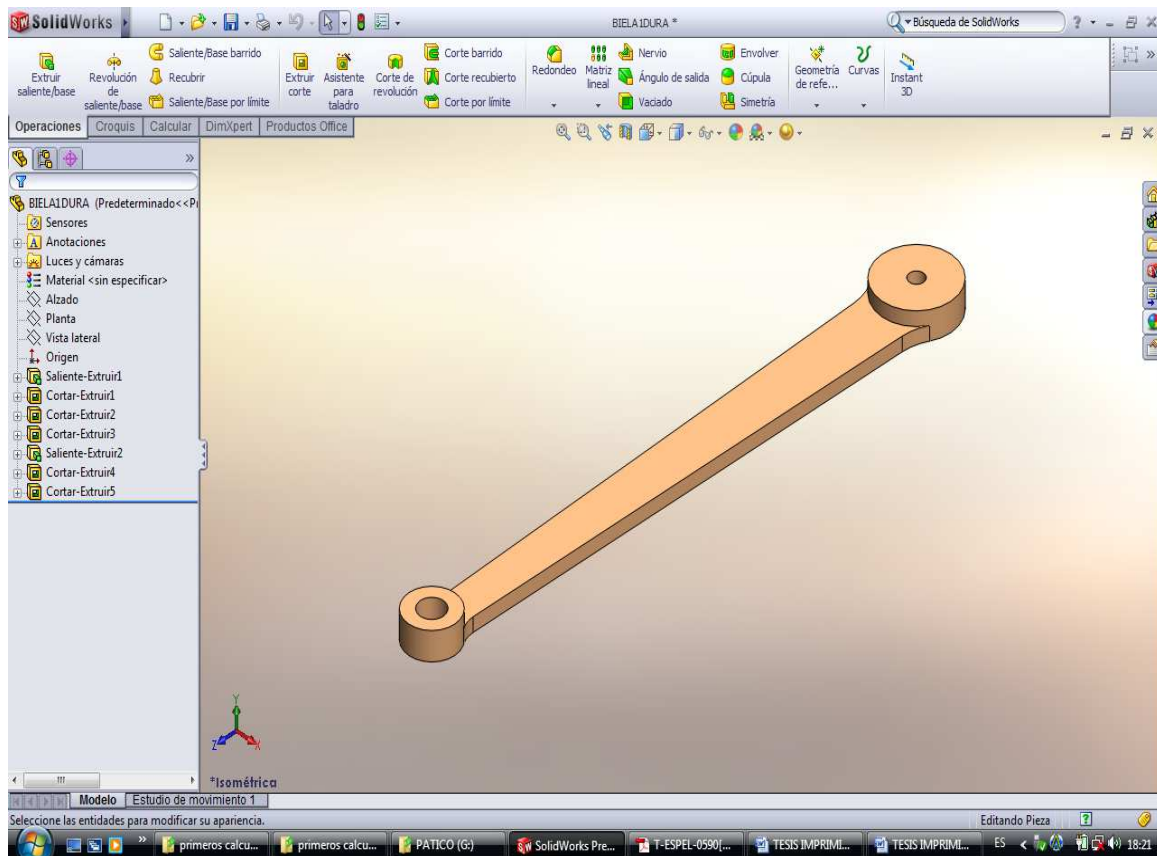 SolidWorks
BIELA1DURA *
Búsqueda de SolidWorks
Extruir saliente/base
Revolución de saliente/base
Saliente/Base barrido
Recubrir
Saliente/Base por límite
Extruir corte
Asistente para taladro
Corte de revolución
Corte barrido
Corte recubierto
Corte por límite
Redondeo
Matriz lineal
Nervio
Ángulo de salida
Vaciado
Envolver
Cúpula
Simetría
Geometría de refe...
Curvas
Instant 3D
Operaciones
Croquis
Calcular
DimXpert
Productos Office
BIELA1DURA (Predeterminado<<Pr
Sensores
Anotaciones
Luces y cámaras
Material <sin especificar>
Alzado
Planta
Vista lateral
Origen
Saliente-Extruir1
Cortar-Extruir1
Cortar-Extruir2
Cortar-Extruir3
Saliente-Extruir2
Cortar-Extruir4
Cortar-Extruir5
Y
Z
X
*Isométrica
Modelo
Estudio de movimiento 1
Seleccione las entidades para modificar su apariencia.
Editando Pieza
primeros calcu...
primeros calcu...
PATICO (G:)
SolidWorks Pre...
T-ESPEL-0590[...
TESIS IMPRIMI...
TESIS IMPRIMI...
ES
18:21